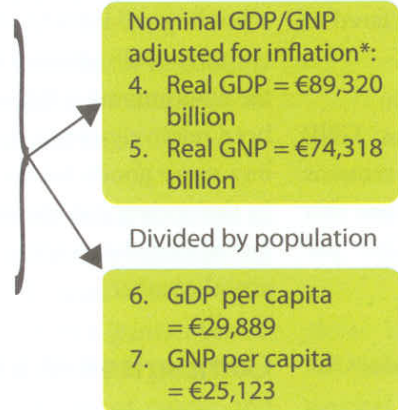 Nominal GDP/GNP
adjusted for inflation*:
4. Real GDP = €89,320
billion
5. Real GNP = €74,318
billion
Divided by population
6. GDP per capita
= €29,889
7. GNP per capita
= €25,123